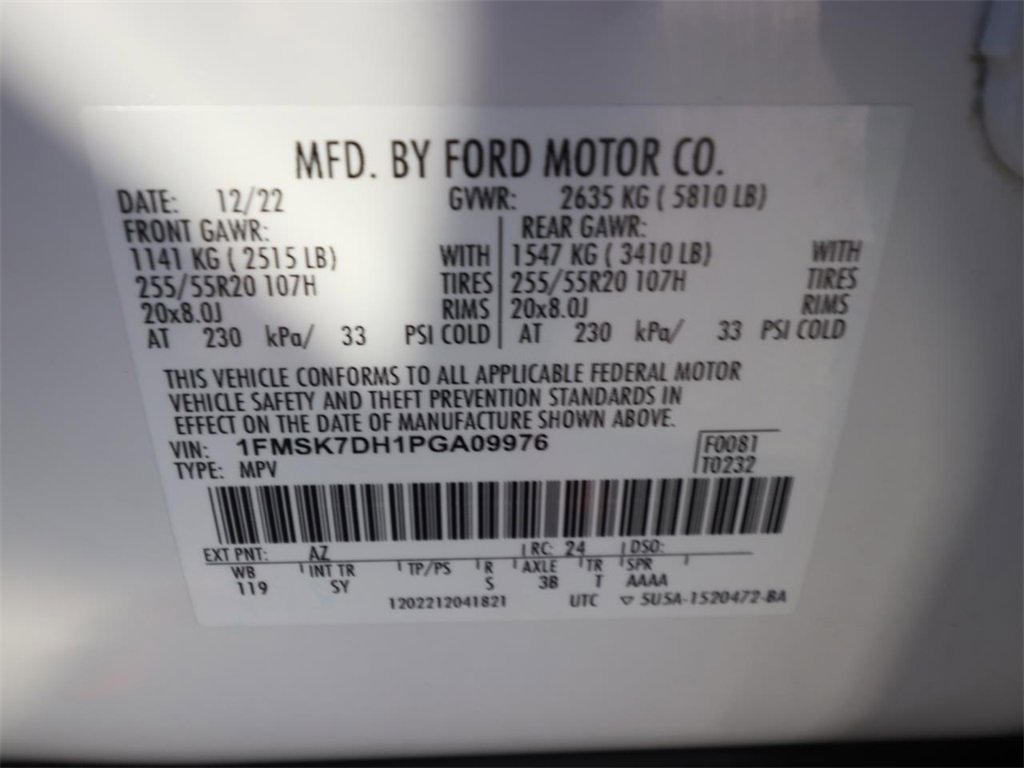 MFD. BY FORD MOTOR CO.
DATE: 12/22 GVWR: 2635 KG ( 5810 LB)
FRONT GAWR: REAR GAWR:
1141 KG ( 2515 LB) WITH 1547 KG ( 3410 LB) WITH
255/55R20 107H TIRES 255/55R20 107H TIRES
20x8.0J RIMS 20x8.0J RIMS
AT 230 kPa/ 33 PSI COLD AT 230 kPa/ 33 PSI COLD
THIS VEHICLE CONFORMS TO ALL APPLICABLE FEDERAL MOTOR
VEHICLE SAFETY AND THEFT PREVENTION STANDARDS IN
EFFECT ON THE DATE OF MANUFACTURE SHOWN ABOVE.
VIN: 1FMSK7DH1PGA09976 F0081
TYPE: MPV T0232
EXT PNT: AZ RC: 24 DSO:
WB INT TR TP/PS R AXLE TR SPR
119 SY S 3B T AAAA
1202212041821 UTC ▽ 5U5A-1520472-BA